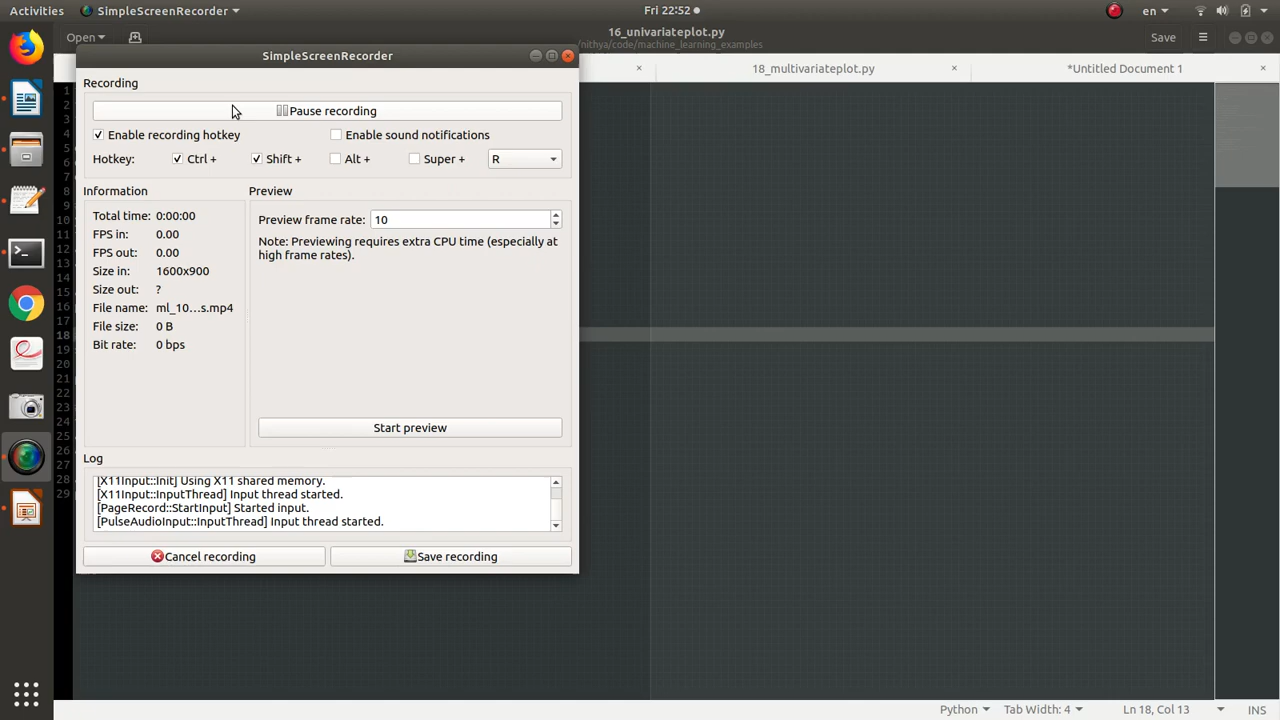 Activities
SimpleScreenRecorder
Fri 22:52
en
Open
16_univariateplot.py
/nithya/code/machine_learning_examples
Save
18_multivariateplot.py
*Untitled Document 1
SimpleScreenRecorder
Recording
Pause recording
Enable recording hotkey
Enable sound notifications
Hotkey:
Ctrl +
Shift +
Alt +
Super +
R
Information
Preview
Total time: 0:00:00
FPS in: 0.00
FPS out: 0.00
Size in: 1600x900
Size out: ?
File name: ml_10...s.mp4
File size: 0 B
Bit rate: 0 bps
Preview frame rate: 10
Note: Previewing requires extra CPU time (especially at
high frame rates).
Start preview
Log
[X11Input::Init] Using X11 shared memory.
[X11Input::InputThread] Input thread started.
[PageRecord::StartInput] Started input.
[PulseAudioInput::InputThread] Input thread started.
Cancel recording
Save recording
Python
Tab Width: 4
Ln 18, Col 13
INS